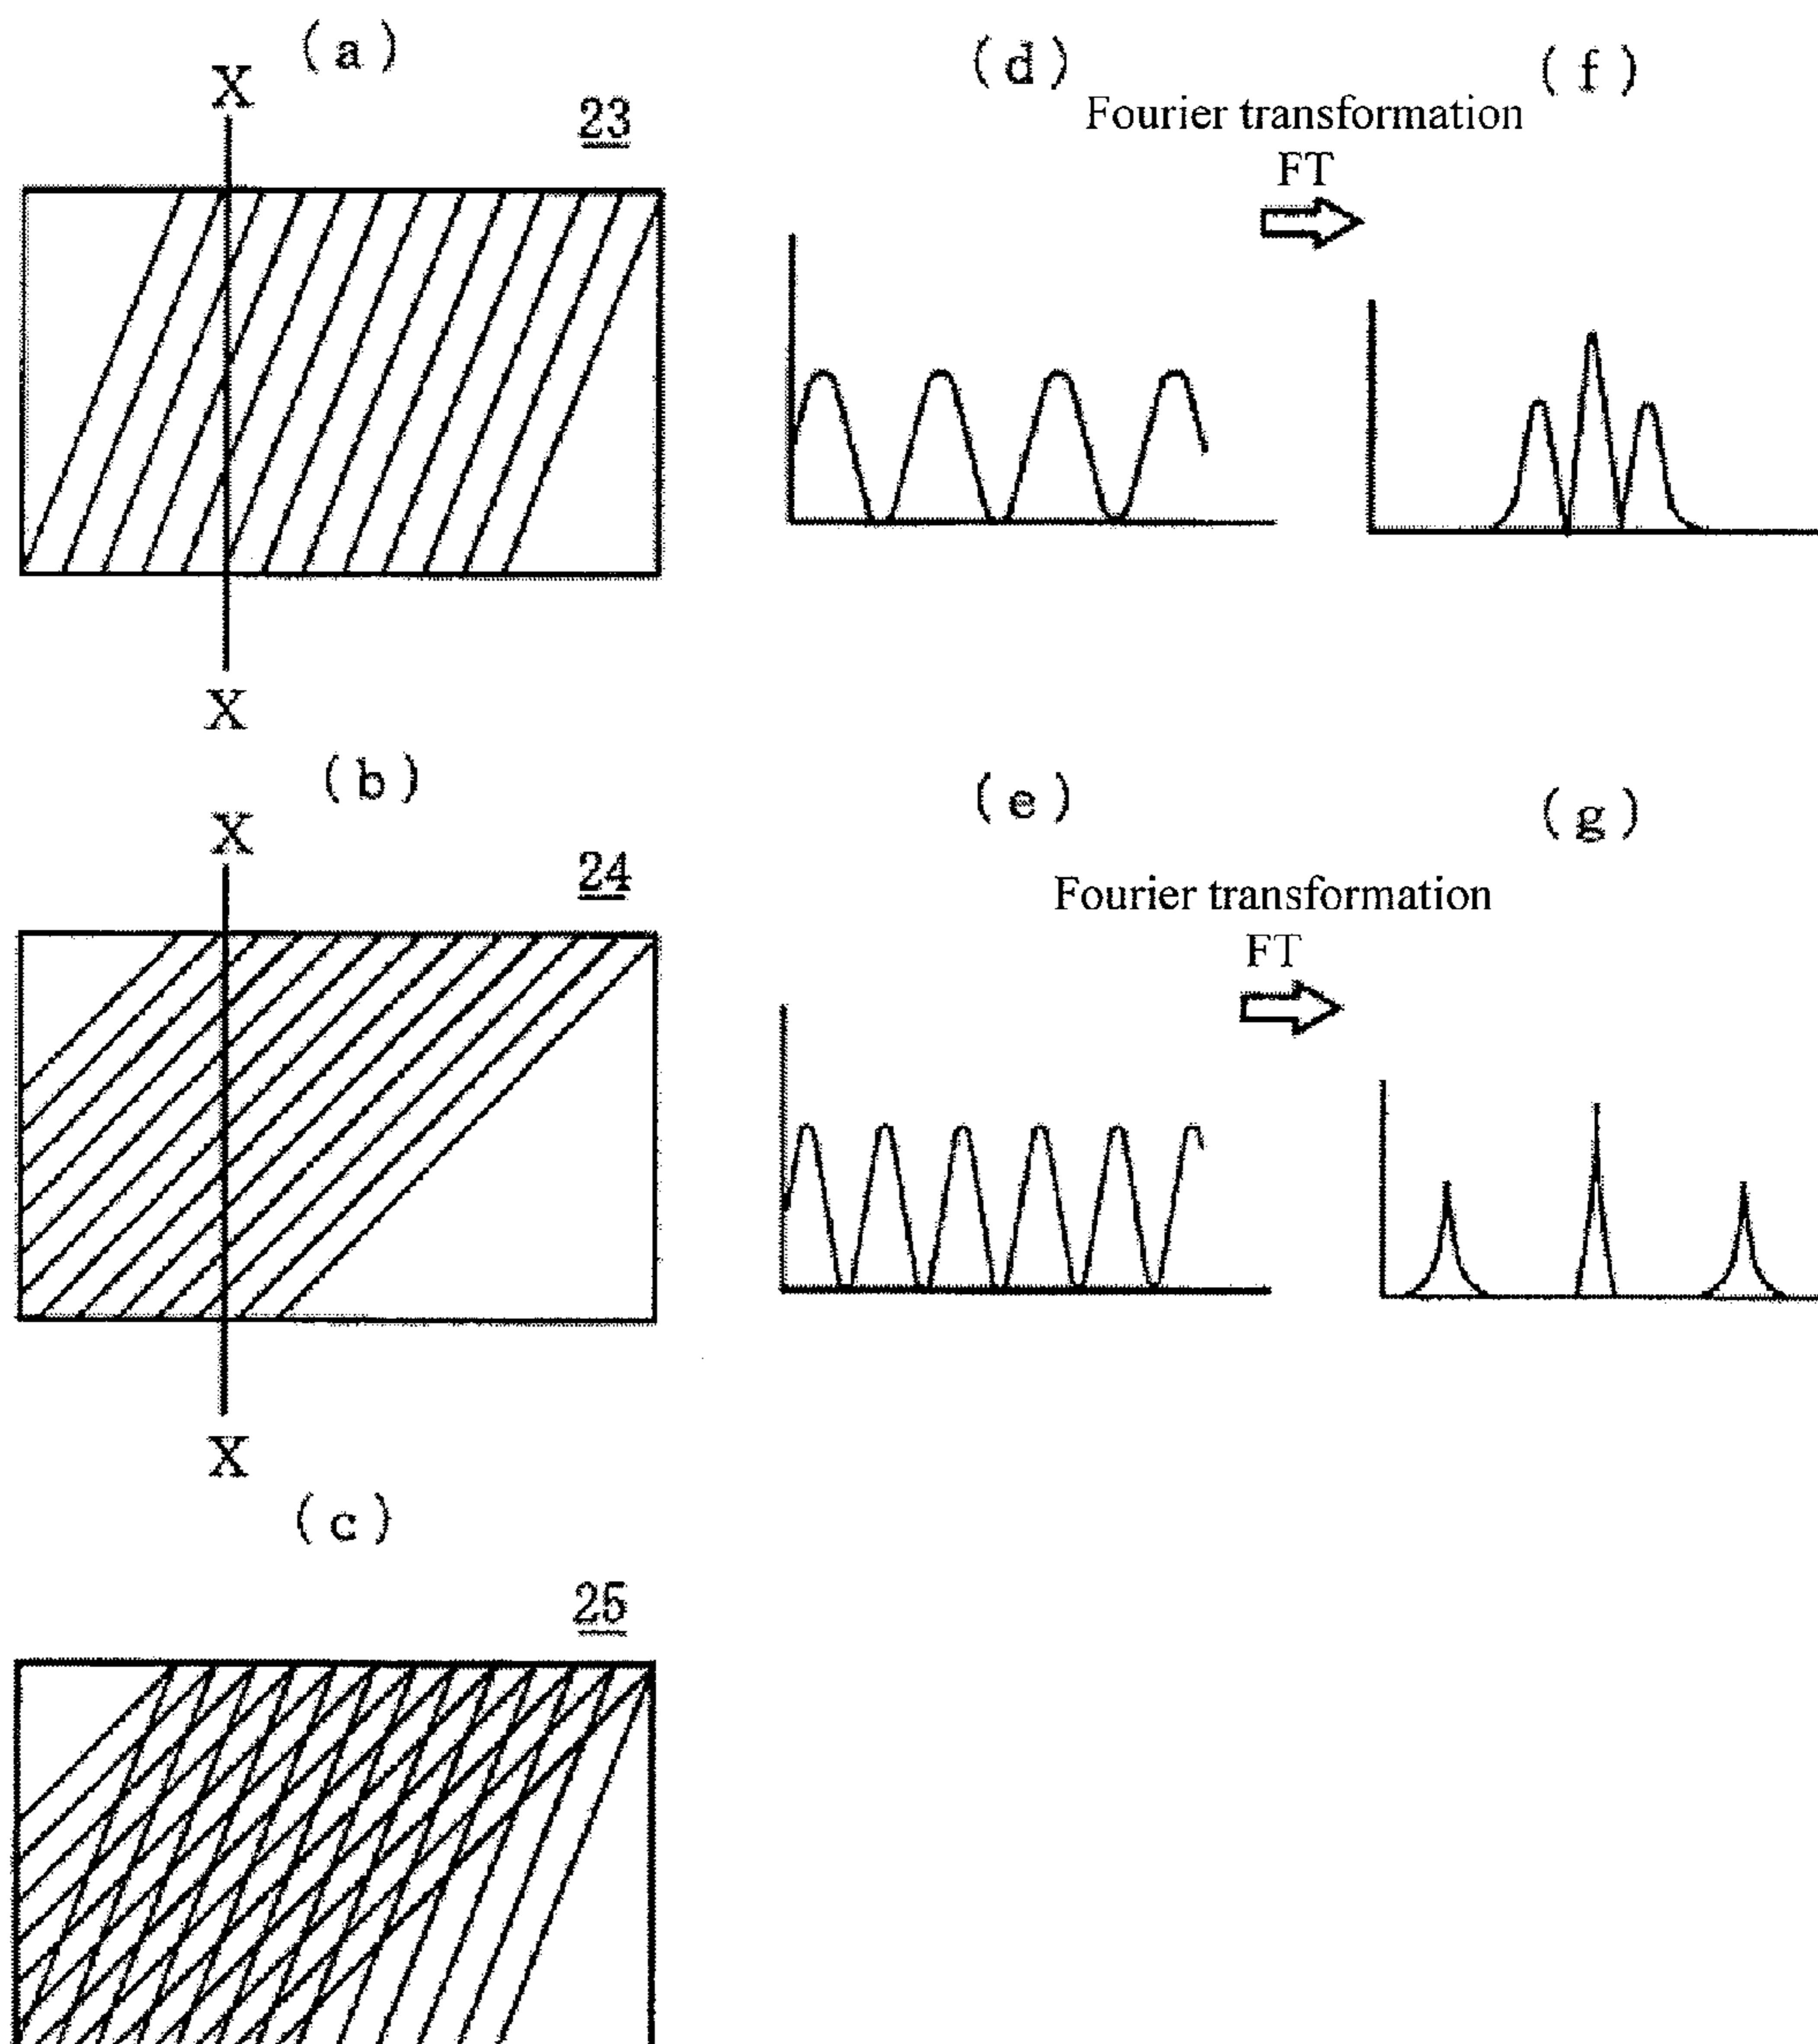 (a)
X
23
X
(d)
Fourier transformation
FT
(f)
(b)
X
24
X
(e)
Fourier transformation
FT
(g)
(c)
25